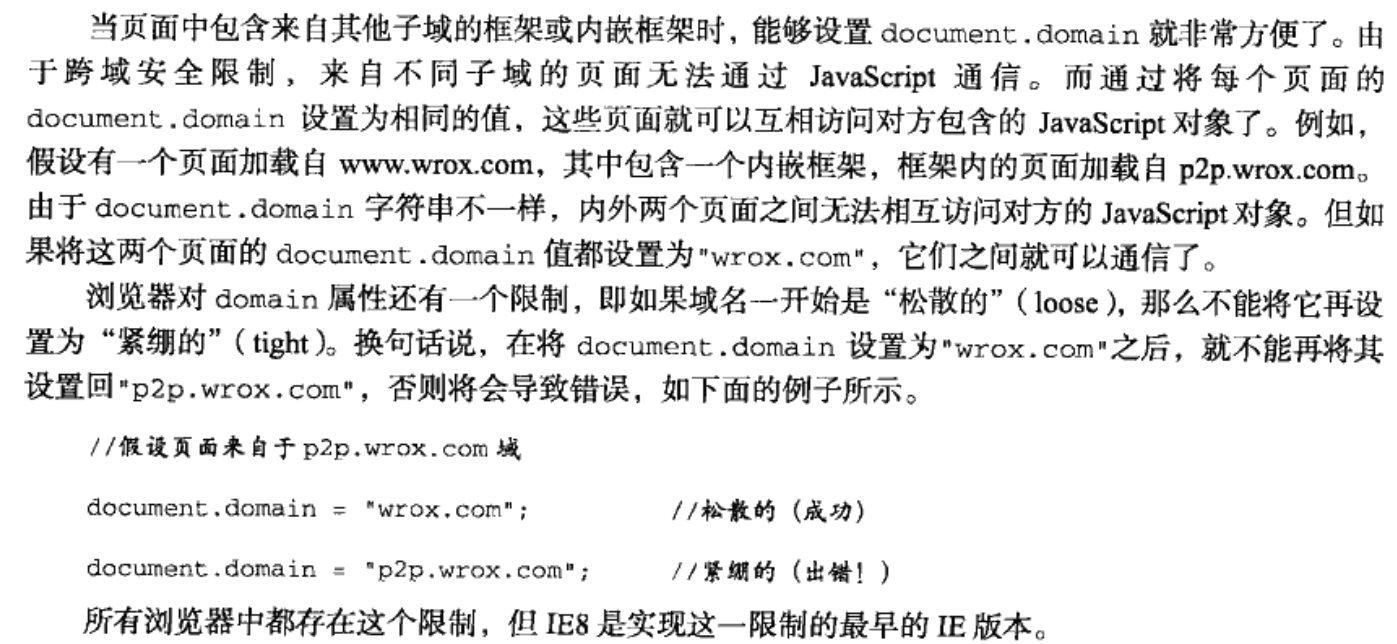 当页面中包含来自其他子域的框架或内嵌框架时，能够设置 document.domain 就非常方便了。由
于跨域安全限制，来自不同子域的页面无法通过 JavaScript 通信。而通过将每个页面的
document.domain 设置为相同的值，这些页面就可以互相访问对方包含的 JavaScript 对象了。例如，
假设有一个页面加载自 www.wrox.com，其中包含一个内嵌框架，框架内的页面加载自 p2p.wrox.com。
由于 document.domain 字符串不一样，内外两个页面之间无法相互访问对方的 JavaScript 对象。但如
果将这两个页面的 document.domain 值都设置为"wrox.com"，它们之间就可以通信了。
浏览器对 domain 属性还有一个限制，即如果域名一开始是“松散的”（loose），那么不能将它再设
置为“紧绷的”（tight）。换句话说，在将 document.domain 设置为"wrox.com"之后，就不能再将其
设置回"p2p.wrox.com"，否则将会导致错误，如下面的例子所示。
//假设页面来自于 p2p.wrox.com 域
document.domain = "wrox.com"; //松散的（成功）
document.domain = "p2p.wrox.com"; //紧绷的（出错！）
所有浏览器中都存在这个限制，但 IE8 是实现这一限制的最早的 IE 版本。